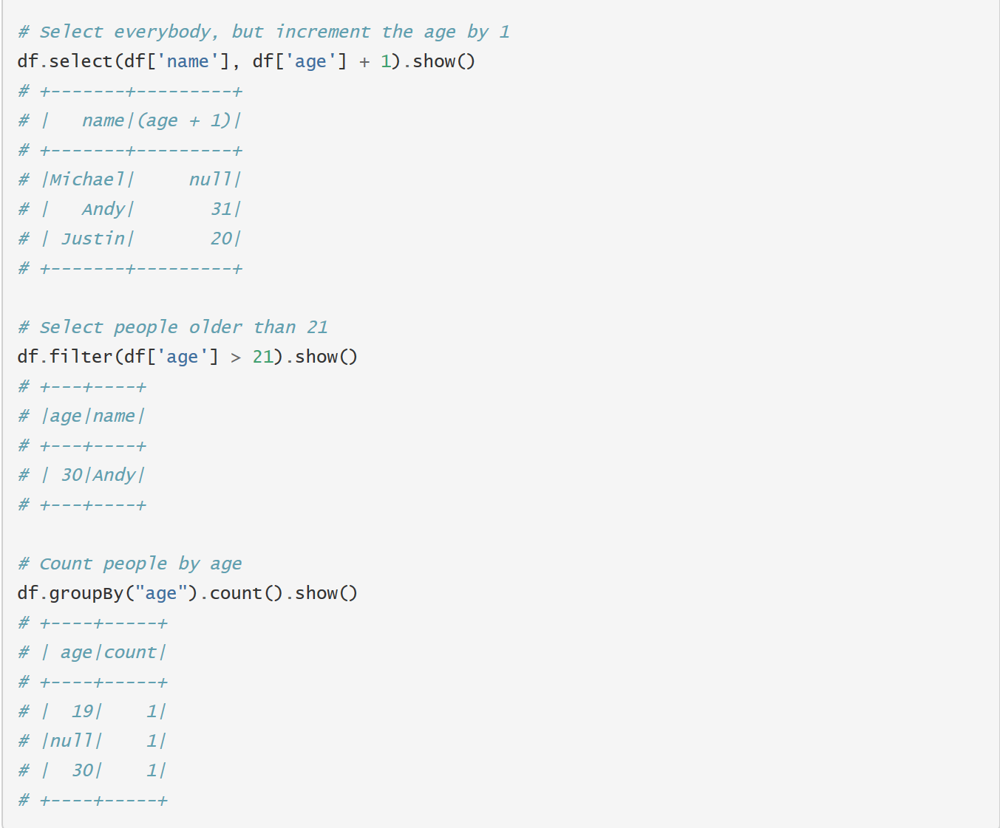 # Select everybody, but increment the age by 1
df.select(df['name'], df['age'] + 1).show()
# +-------+---------+
# |   name|(age + 1)|
# +-------+---------+
# |Michael|     null|
# |   Andy|       31|
# | Justin|       20|
# +-------+---------+

# Select people older than 21
df.filter(df['age'] > 21).show()
# +---+----+
# |age|name|
# +---+----+
# | 30|Andy|
# +---+----+

# Count people by age
df.groupBy("age").count().show()
# +----+-----+
# | age|count|
# +----+-----+
# |  19|    1|
# |null|    1|
# |  30|    1|
# +----+-----+